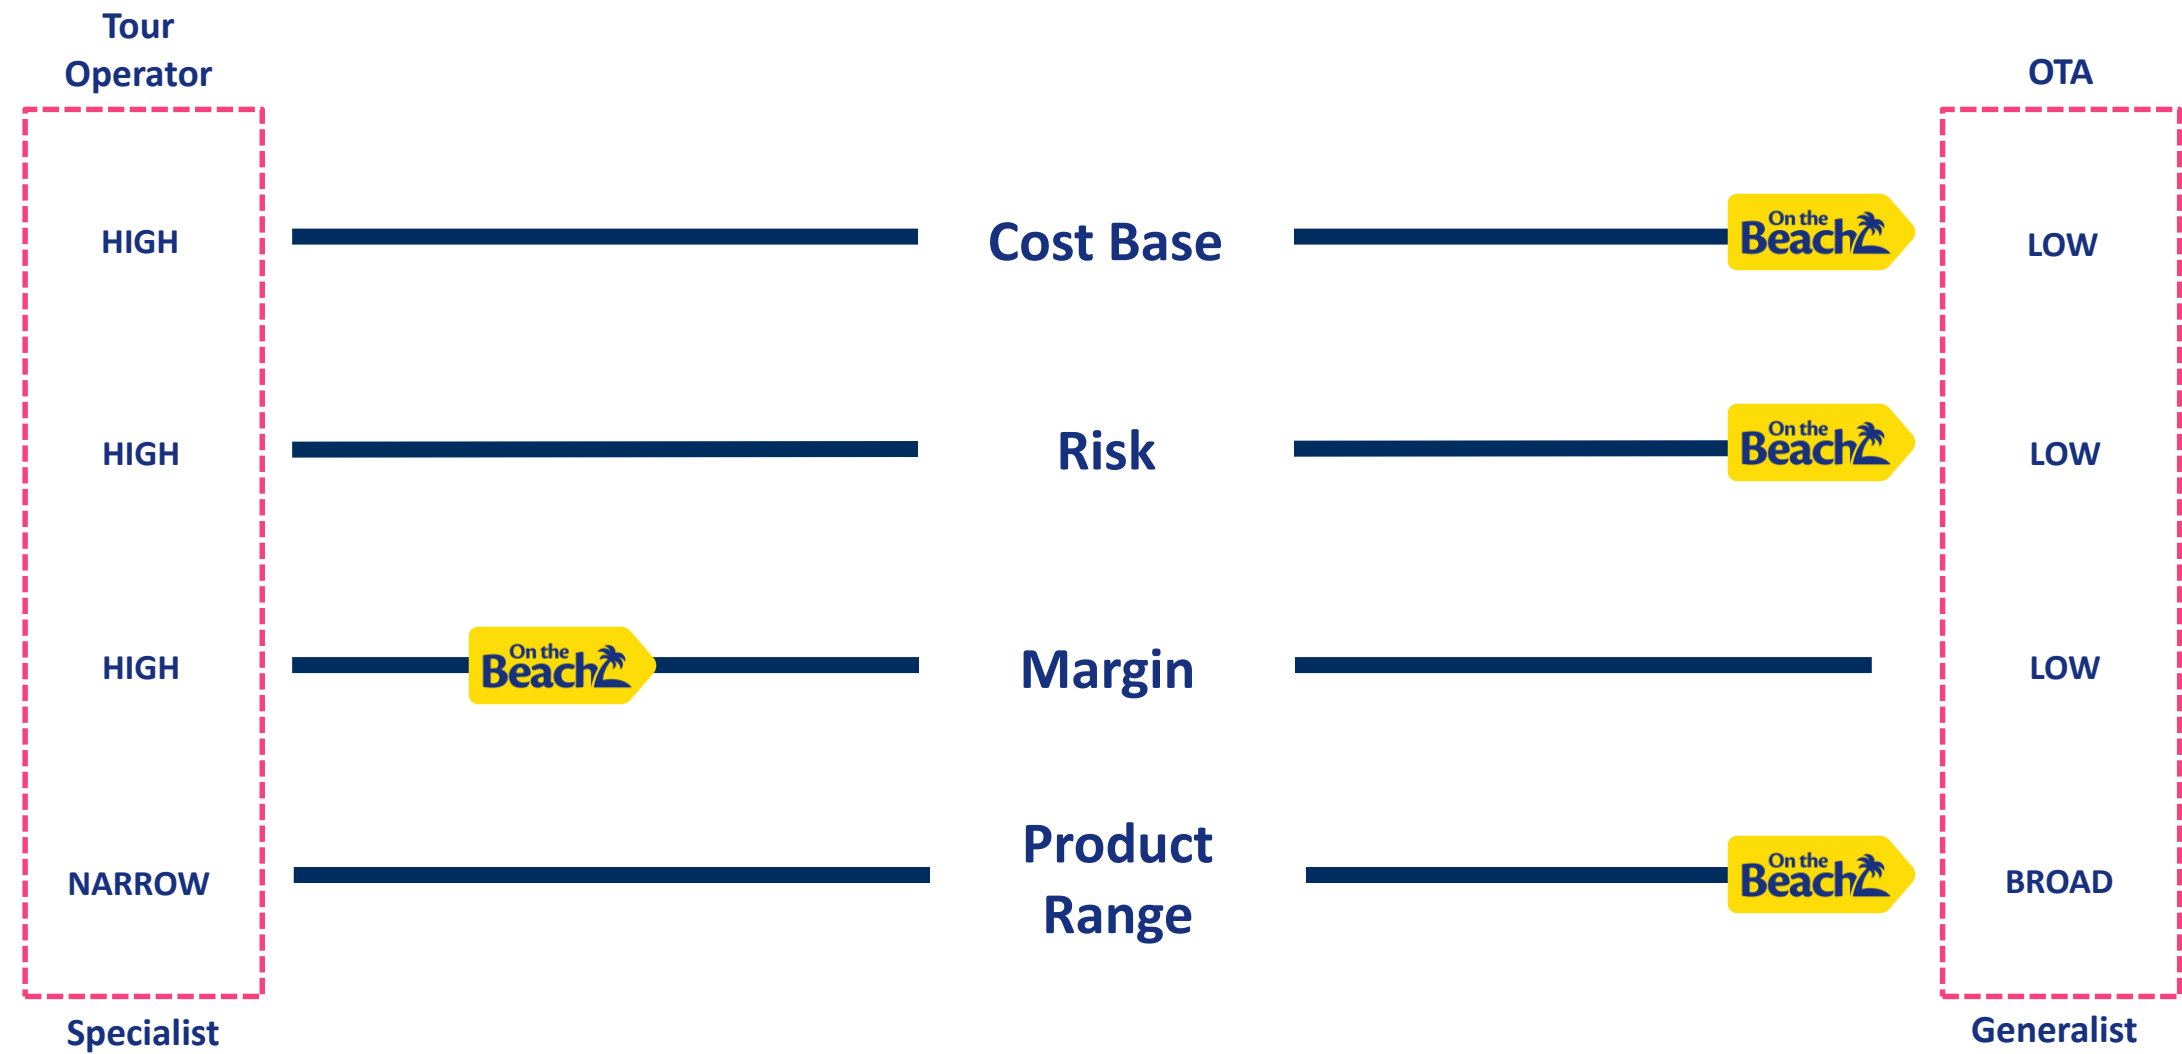 Tour
Operator
OTA
HIGH
Cost Base
On the
Beach
LOW
HIGH
Risk
On the
Beach
LOW
HIGH
On the
Beach
Margin
LOW
NARROW
Product
Range
On the
Beach
BROAD
Specialist
Generalist